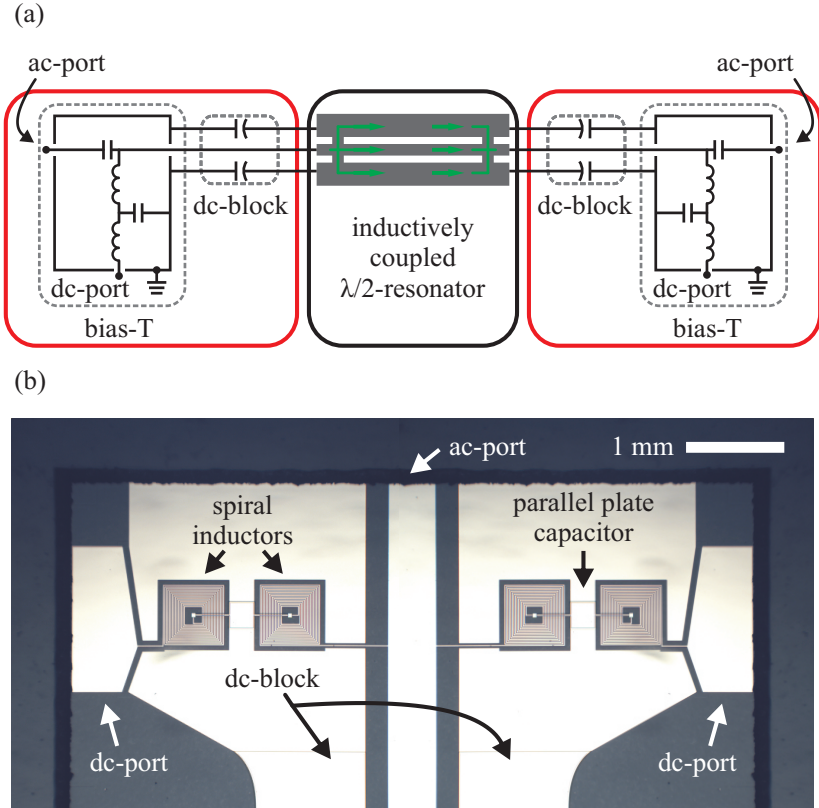 (a)
ac-port
ac-port
dc-block
inductively
coupled
λ/2-resonator
dc-block
dc-port
bias-T
dc-port
bias-T
(b)
ac-port
1 mm
spiral
inductors
parallel plate
capacitor
dc-block
dc-port
dc-port